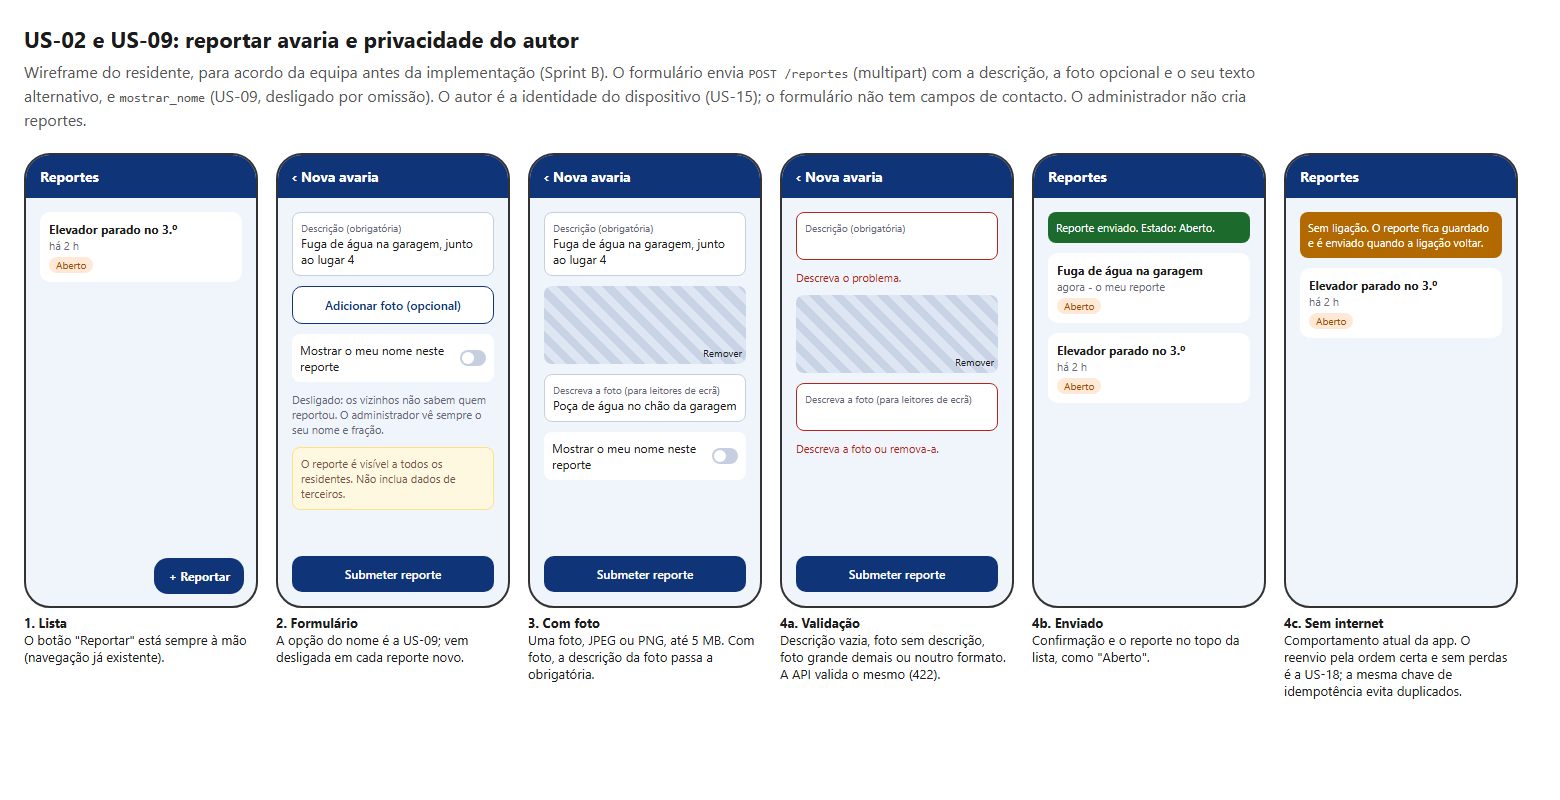 US-02 e US-09: reportar avaria e privacidade do autor
Wireframe do residente, para acordo da equipa antes da implementação (Sprint B). O formulário envia POST /reportes (multipart) com a descrição, a foto opcional e o seu texto
alternativo, e mostrar_nome (US-09, desligado por omissão). O autor é a identidade do dispositivo (US-15); o formulário não tem campos de contacto. O administrador não cria
reportes.
Reportes
Elevador parado no 3.º
há 2 h
Aberto
+ Reportar
1. Lista
O botão "Reportar" está sempre à mão
(navegação já existente).
‹ Nova avaria
Descrição (obrigatória)
Fuga de água na garagem, junto
ao lugar 4
Adicionar foto (opcional)
Mostrar o meu nome neste
reporte
Desligado: os vizinhos não sabem quem
reportou. O administrador vê sempre o
seu nome e fração.
O reporte é visível a todos os
residentes. Não inclua dados de
terceiros.
Submeter reporte
2. Formulário
A opção do nome é a US-09; vem
desligada em cada reporte novo.
‹ Nova avaria
Descrição (obrigatória)
Fuga de água na garagem, junto
ao lugar 4
Remover
Descreva a foto (para leitores de ecrã)
Poça de água no chão da garagem
Mostrar o meu nome neste
reporte
Submeter reporte
3. Com foto
Uma foto, JPEG ou PNG, até 5 MB. Com
foto, a descrição da foto passa a
obrigatória.
‹ Nova avaria
Descrição (obrigatória)
Descreva o problema.
Remover
Descreva a foto (para leitores de ecrã)
Descreva a foto ou remova-a.
Submeter reporte
4a. Validação
Descrição vazia, foto sem descrição,
foto grande demais ou noutro formato.
A API valida o mesmo (422).
Reportes
Reporte enviado. Estado: Aberto.
Fuga de água na garagem
agora - o meu reporte
Aberto
Elevador parado no 3.º
há 2 h
Aberto
4b. Enviado
Confirmação e o reporte no topo da
lista, como "Aberto".
Reportes
Sem ligação. O reporte fica guardado
e é enviado quando a ligação voltar.
Elevador parado no 3.º
há 2 h
Aberto
4c. Sem internet
Comportamento atual da app. O
reenvio pela ordem certa e sem perdas
é a US-18; a mesma chave de
idempotência evita duplicados.